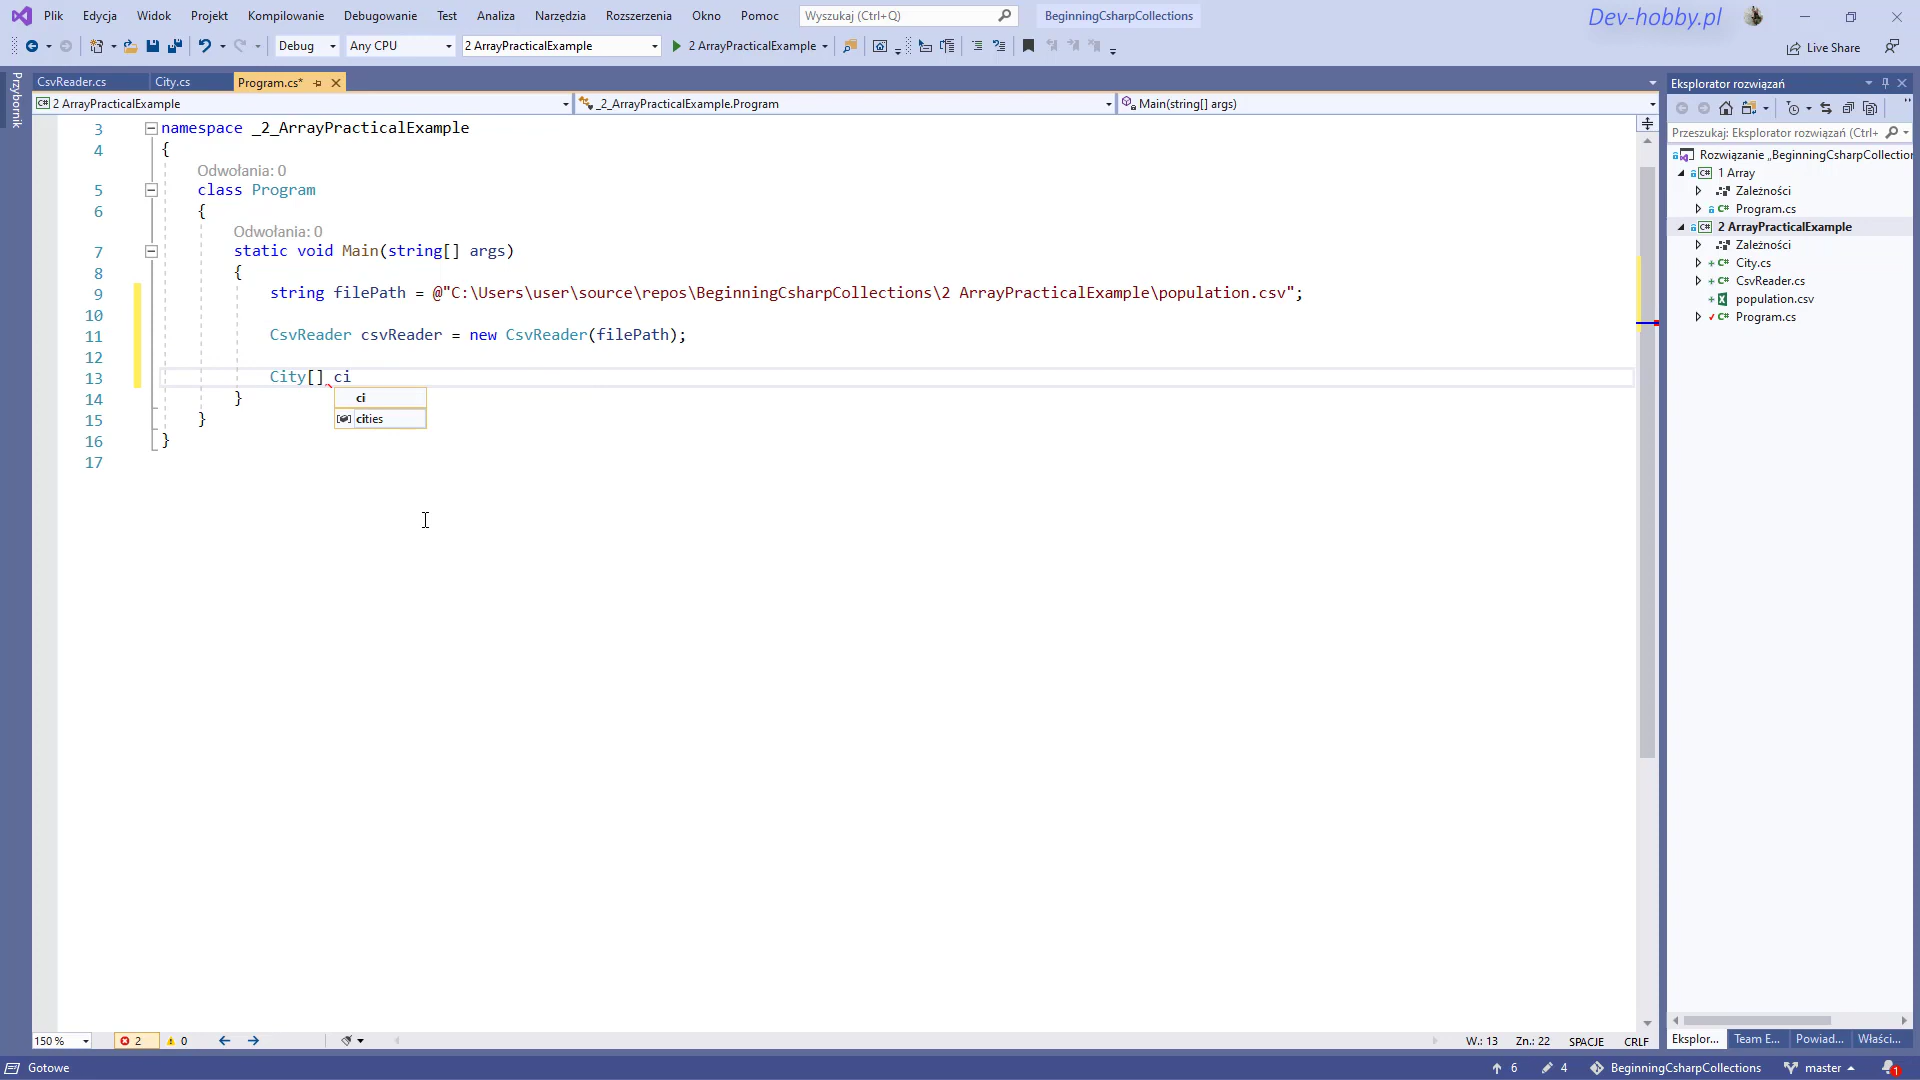 Plik Edycja Widok Projekt Kompilowanie Debugowanie Test Analiza Narzędzia Rozszerzenia Okno Pomoc Wyszukaj (Ctrl+Q) BeginningCsharpCollections Dev-hobby.pl
Debug Any CPU 2 ArrayPracticalExample 2 ArrayPracticalExample Live Share
Przybornik
CsvReader.cs City.cs Program.cs*
2 ArrayPracticalExample _2_ArrayPracticalExample.Program Main(string[] args)
3 namespace _2_ArrayPracticalExample
4 {
Odwołania: 0
5 class Program
6 {
Odwołania: 0
7 static void Main(string[] args)
8 {
9 string filePath = @"C:\Users\user\source\repos\BeginningCsharpCollections\2 ArrayPracticalExample\population.csv";
10
11 CsvReader csvReader = new CsvReader(filePath);
12
13 City[] ci
14 }
15 }
16 }
17
ci
cities
Eksplorator rozwiązań
Przeszukaj: Eksplorator rozwiązań (Ctrl+
Rozwiązanie „BeginningCsharpCollection
1 Array
Zależności
Program.cs
2 ArrayPracticalExample
Zależności
City.cs
CsvReader.cs
population.csv
Program.cs
Eksplor... Team E... Powiad... Właści...
150 % 2 0 W.: 13 Zn.: 22 SPACJE CRLF
Gotowe 6 4 BeginningCsharpCollections master 1